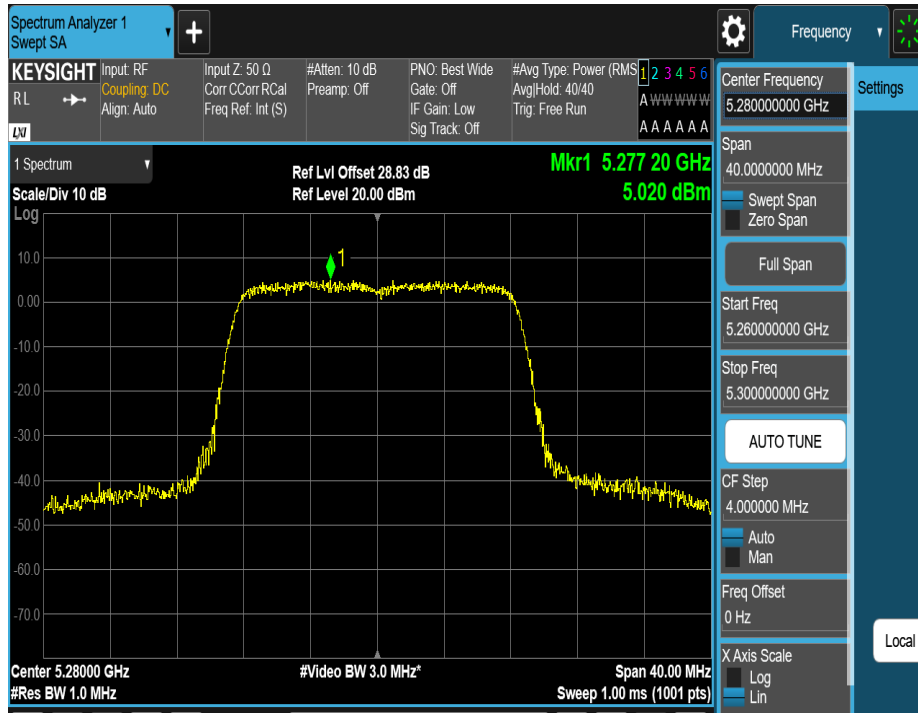 Spectrum Analyzer 1
Swept SA
+
Frequency
KEYSIGHT
RL
LXI
Input: RF
Coupling: DC
Align: Auto
Input Z: 50 Ω
Corr CCorr RCal
Freq Ref: Int (S)
#Atten: 10 dB
Preamp: Off
PNO: Best Wide
Gate: Off
IF Gain: Low
Sig Track: Off
#Avg Type: Power (RMS
Avg|Hold: 40/40
Trig: Free Run
1 2 3 4 5 6
A W W W W W
A A A A A A
1 Spectrum
Scale/Div 10 dB
Log
Ref Lvl Offset 28.83 dB
Ref Level 20.00 dBm
Mkr1 5.277 20 GHz
5.020 dBm
1
10.0
0.00
-10.0
-20.0
-30.0
-40.0
-50.0
-60.0
-70.0
Center 5.28000 GHz
#Res BW 1.0 MHz
#Video BW 3.0 MHz*
Span 40.00 MHz
Sweep 1.00 ms (1001 pts)
Center Frequency
5.280000000 GHz
Span
40.0000000 MHz
Swept Span
Zero Span
Full Span
Start Freq
5.260000000 GHz
Stop Freq
5.300000000 GHz
AUTO TUNE
CF Step
4.000000 MHz
Auto
Man
Freq Offset
0 Hz
X Axis Scale
Log
Lin
Settings
Local